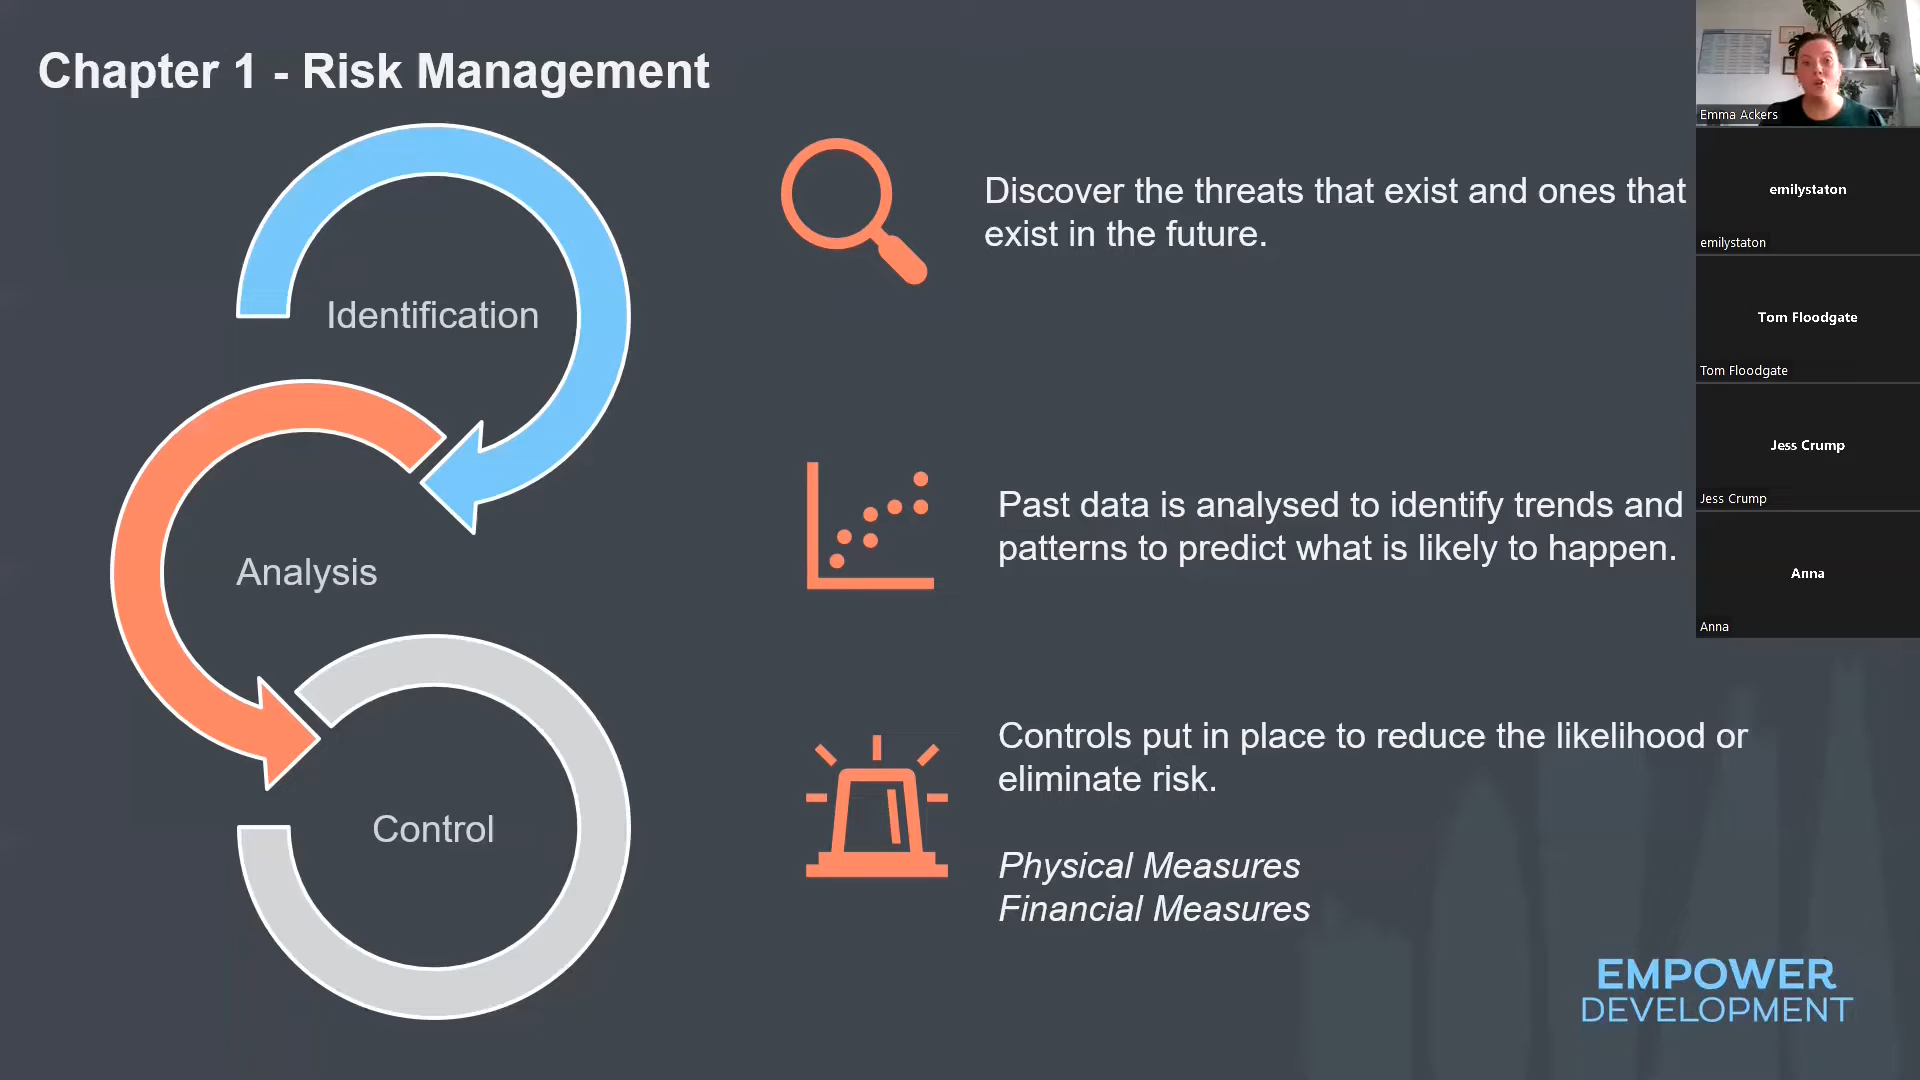 Chapter 1 - Risk Management
Identification
Discover the threats that exist and ones that
exist in the future.
Analysis
Past data is analysed to identify trends and
patterns to predict what is likely to happen.
Control
Controls put in place to reduce the likelihood or
eliminate risk.
Physical Measures
Financial Measures
EMPOWER
DEVELOPMENT
Emma Ackers
emilystaton
emilystaton
Tom Floodgate
Tom Floodgate
Jess Crump
Jess Crump
Anna
Anna